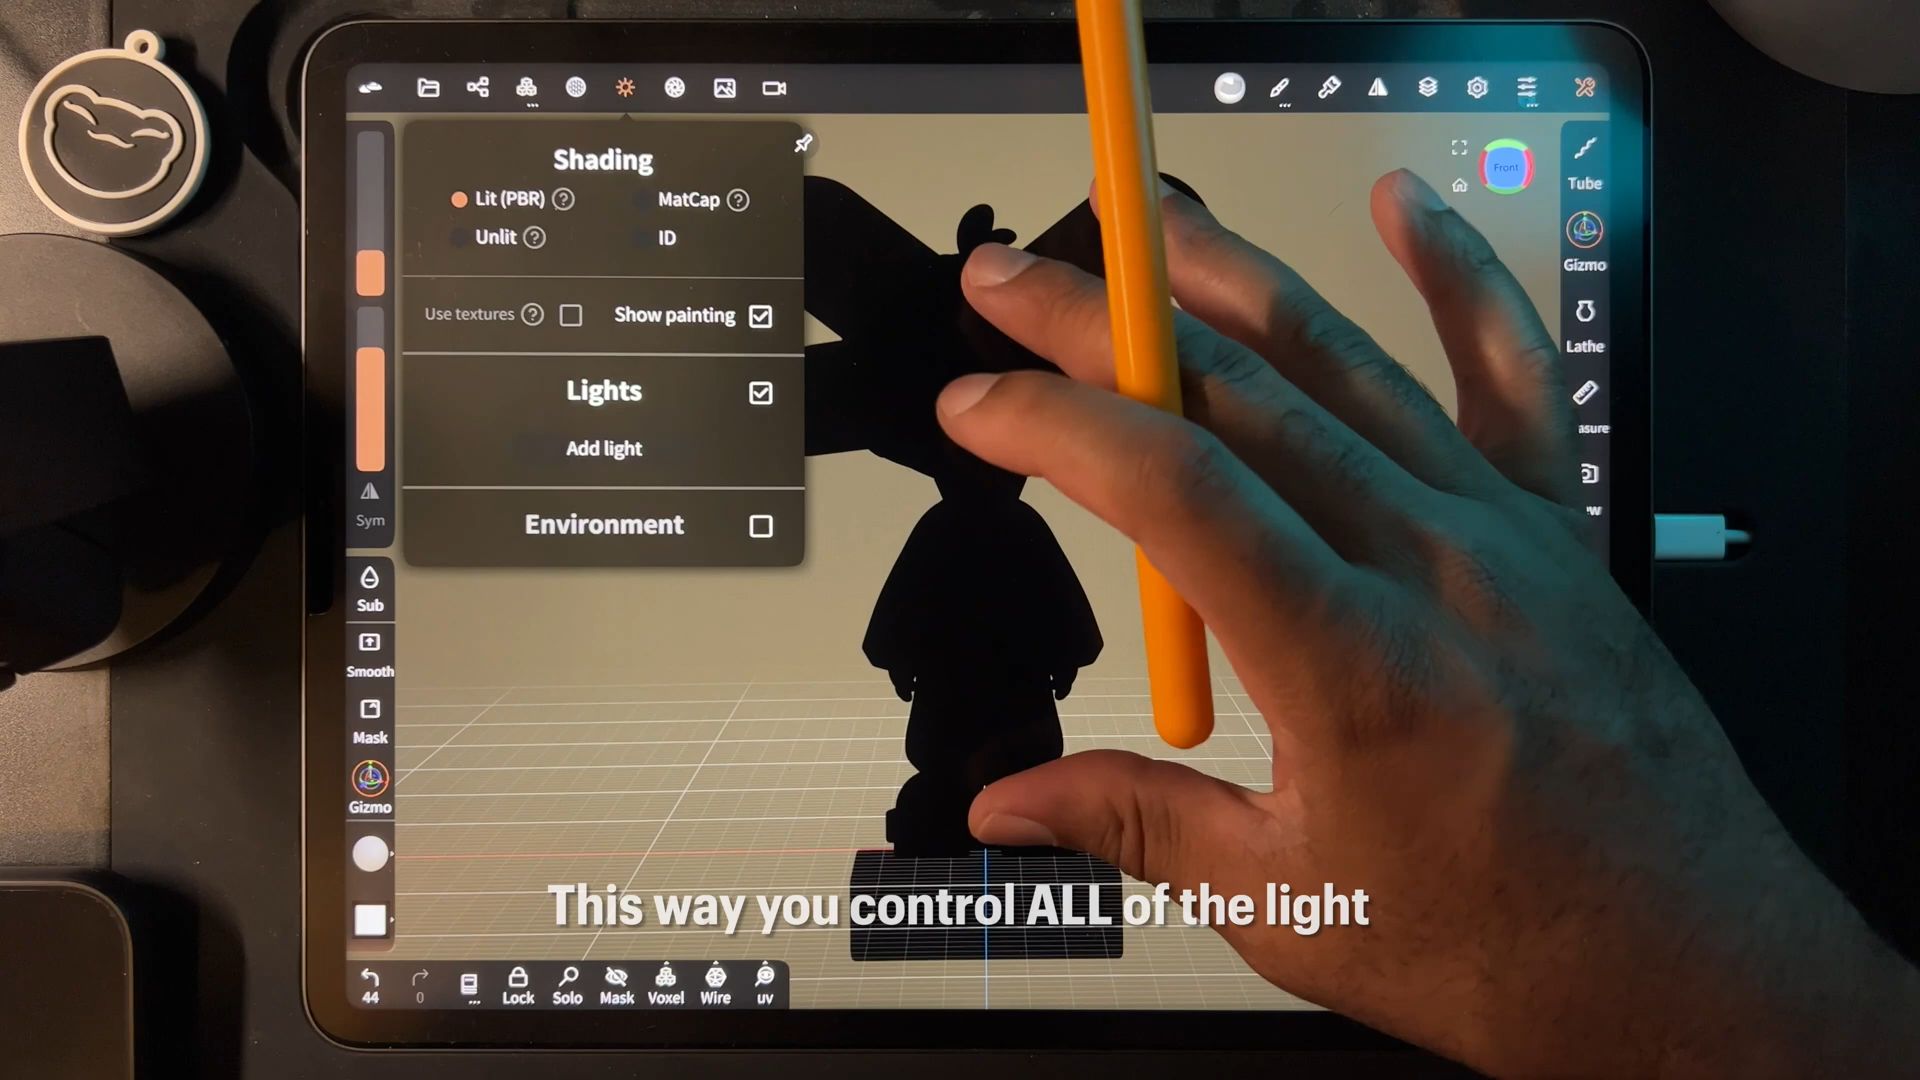 Shading
Lit (PBR) ?
MatCap ?
Unlit ?
ID
Use textures ?
Show painting
Lights
Add light
Environment
Sym
Sub
Smooth
Mask
Gizmo
Front
Tube
Gizmo
Lathe
asure
w
44
0
Lock
Solo
Mask
Voxel
Wire
uv
This way you control ALL of the light